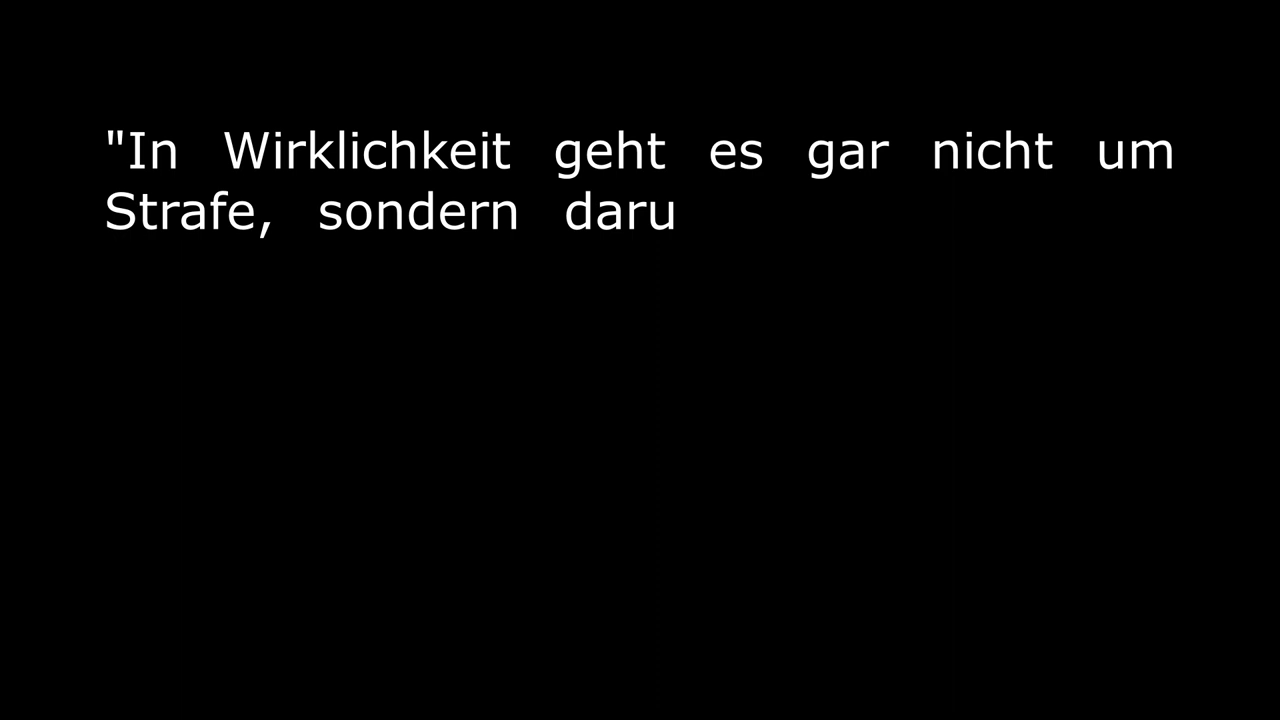 "In Wirklichkeit geht es gar nicht um
Strafe, sondern daru